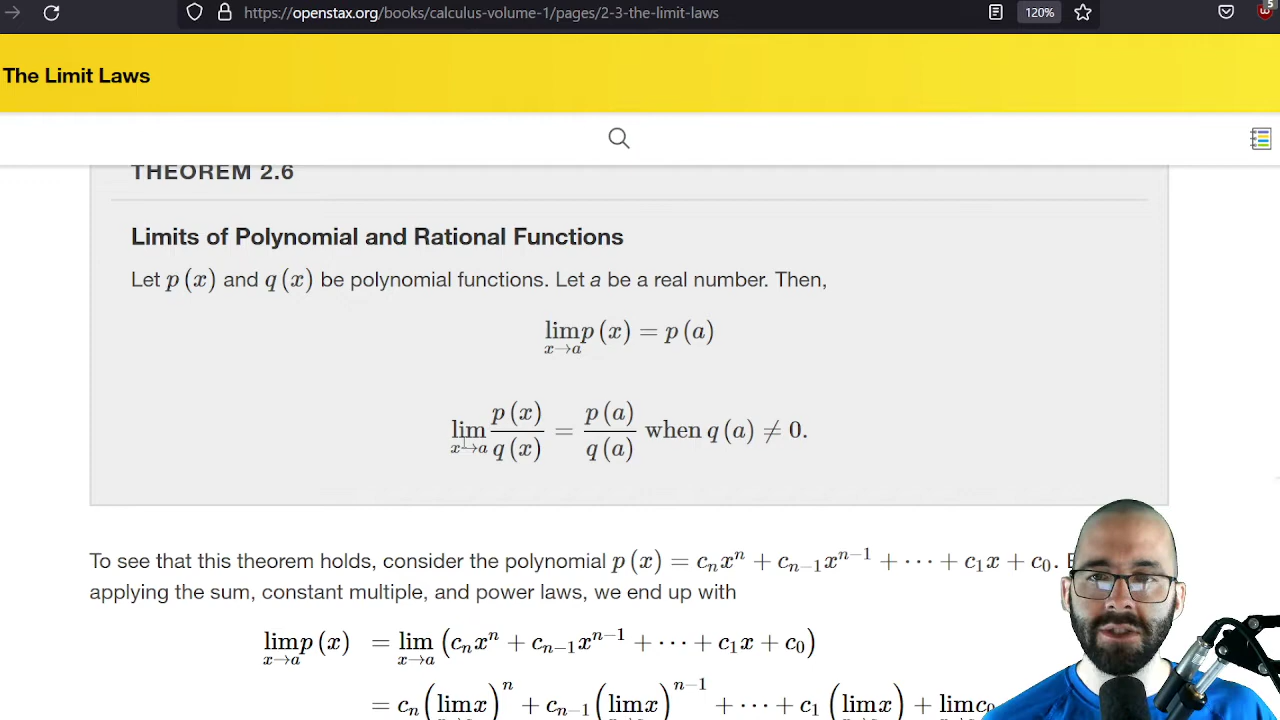 https://openstax.org/books/calculus-volume-1/pages/2-3-the-limit-laws 120% 5
The Limit Laws
THEOREM 2.6
Limits of Polynomial and Rational Functions
Let p (x) and q (x) be polynomial functions. Let a be a real number. Then,
lim x→a p (x) = p (a)
lim x→a p (x) / q (x) = p (a) / q (a) when q (a) ≠ 0.
To see that this theorem holds, consider the polynomial p (x) = cₙxⁿ + cₙ₋₁xⁿ⁻¹ + ··· + c₁x + c₀.
applying the sum, constant multiple, and power laws, we end up with
lim x→a p (x) = lim x→a (cₙxⁿ + cₙ₋₁xⁿ⁻¹ + ··· + c₁x + c₀)
= cₙ(lim x)ⁿ + cₙ₋₁(lim x)ⁿ⁻¹ + ··· + c₁(lim x) + lim c₀